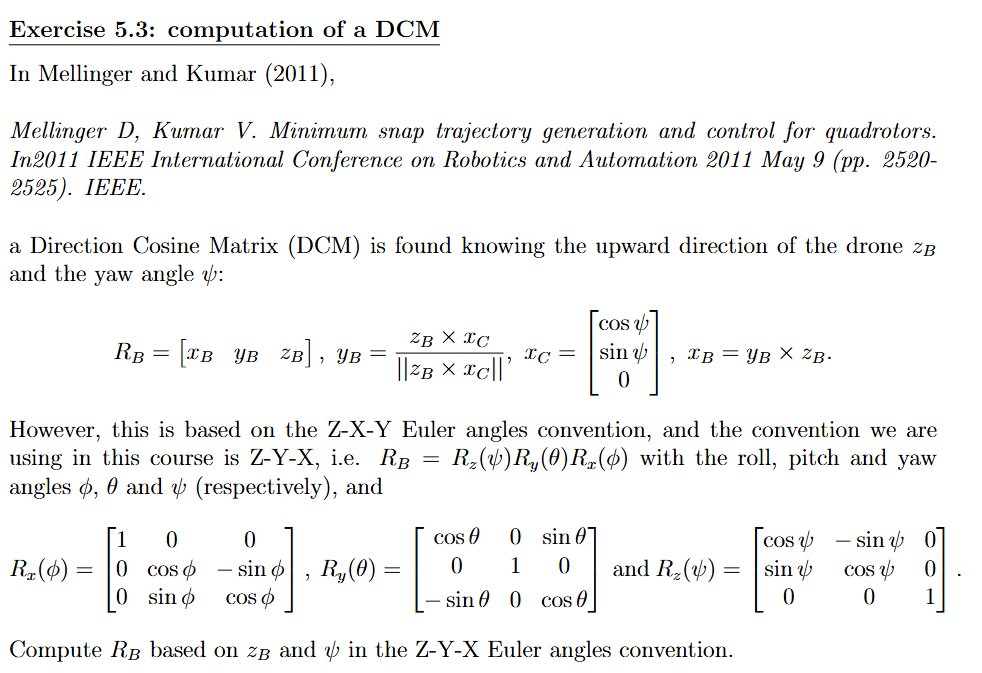 Exercise 5.3: computation of a DCM
In Mellinger and Kumar (2011),
Mellinger D, Kumar V. Minimum snap trajectory generation and control for quadrotors.
In2011 IEEE International Conference on Robotics and Automation 2011 May 9 (pp. 2520-
2525). IEEE.
a Direction Cosine Matrix (DCM) is found knowing the upward direction of the drone $z_B$
and the yaw angle $\psi$:
$R_B = \begin{bmatrix} x_B & y_B & z_B \end{bmatrix}, \; y_B = \frac{z_B \times x_C}{||z_B \times x_C||}, \; x_C = \begin{bmatrix} \cos\psi \\ \sin\psi \\ 0 \end{bmatrix}, \; x_B = y_B \times z_B.$
However, this is based on the Z-X-Y Euler angles convention, and the convention we are
using in this course is Z-Y-X, i.e. $R_B = R_z(\psi)R_y(\theta)R_x(\phi)$ with the roll, pitch and yaw
angles $\phi$, $\theta$ and $\psi$ (respectively), and
$R_x(\phi) = \begin{bmatrix} 1 & 0 & 0 \\ 0 & \cos\phi & -\sin\phi \\ 0 & \sin\phi & \cos\phi \end{bmatrix}, \; R_y(\theta) = \begin{bmatrix} \cos\theta & 0 & \sin\theta \\ 0 & 1 & 0 \\ -\sin\theta & 0 & \cos\theta \end{bmatrix} \text{ and } R_z(\psi) = \begin{bmatrix} \cos\psi & -\sin\psi & 0 \\ \sin\psi & \cos\psi & 0 \\ 0 & 0 & 1 \end{bmatrix}.$
Compute $R_B$ based on $z_B$ and $\psi$ in the Z-Y-X Euler angles convention.